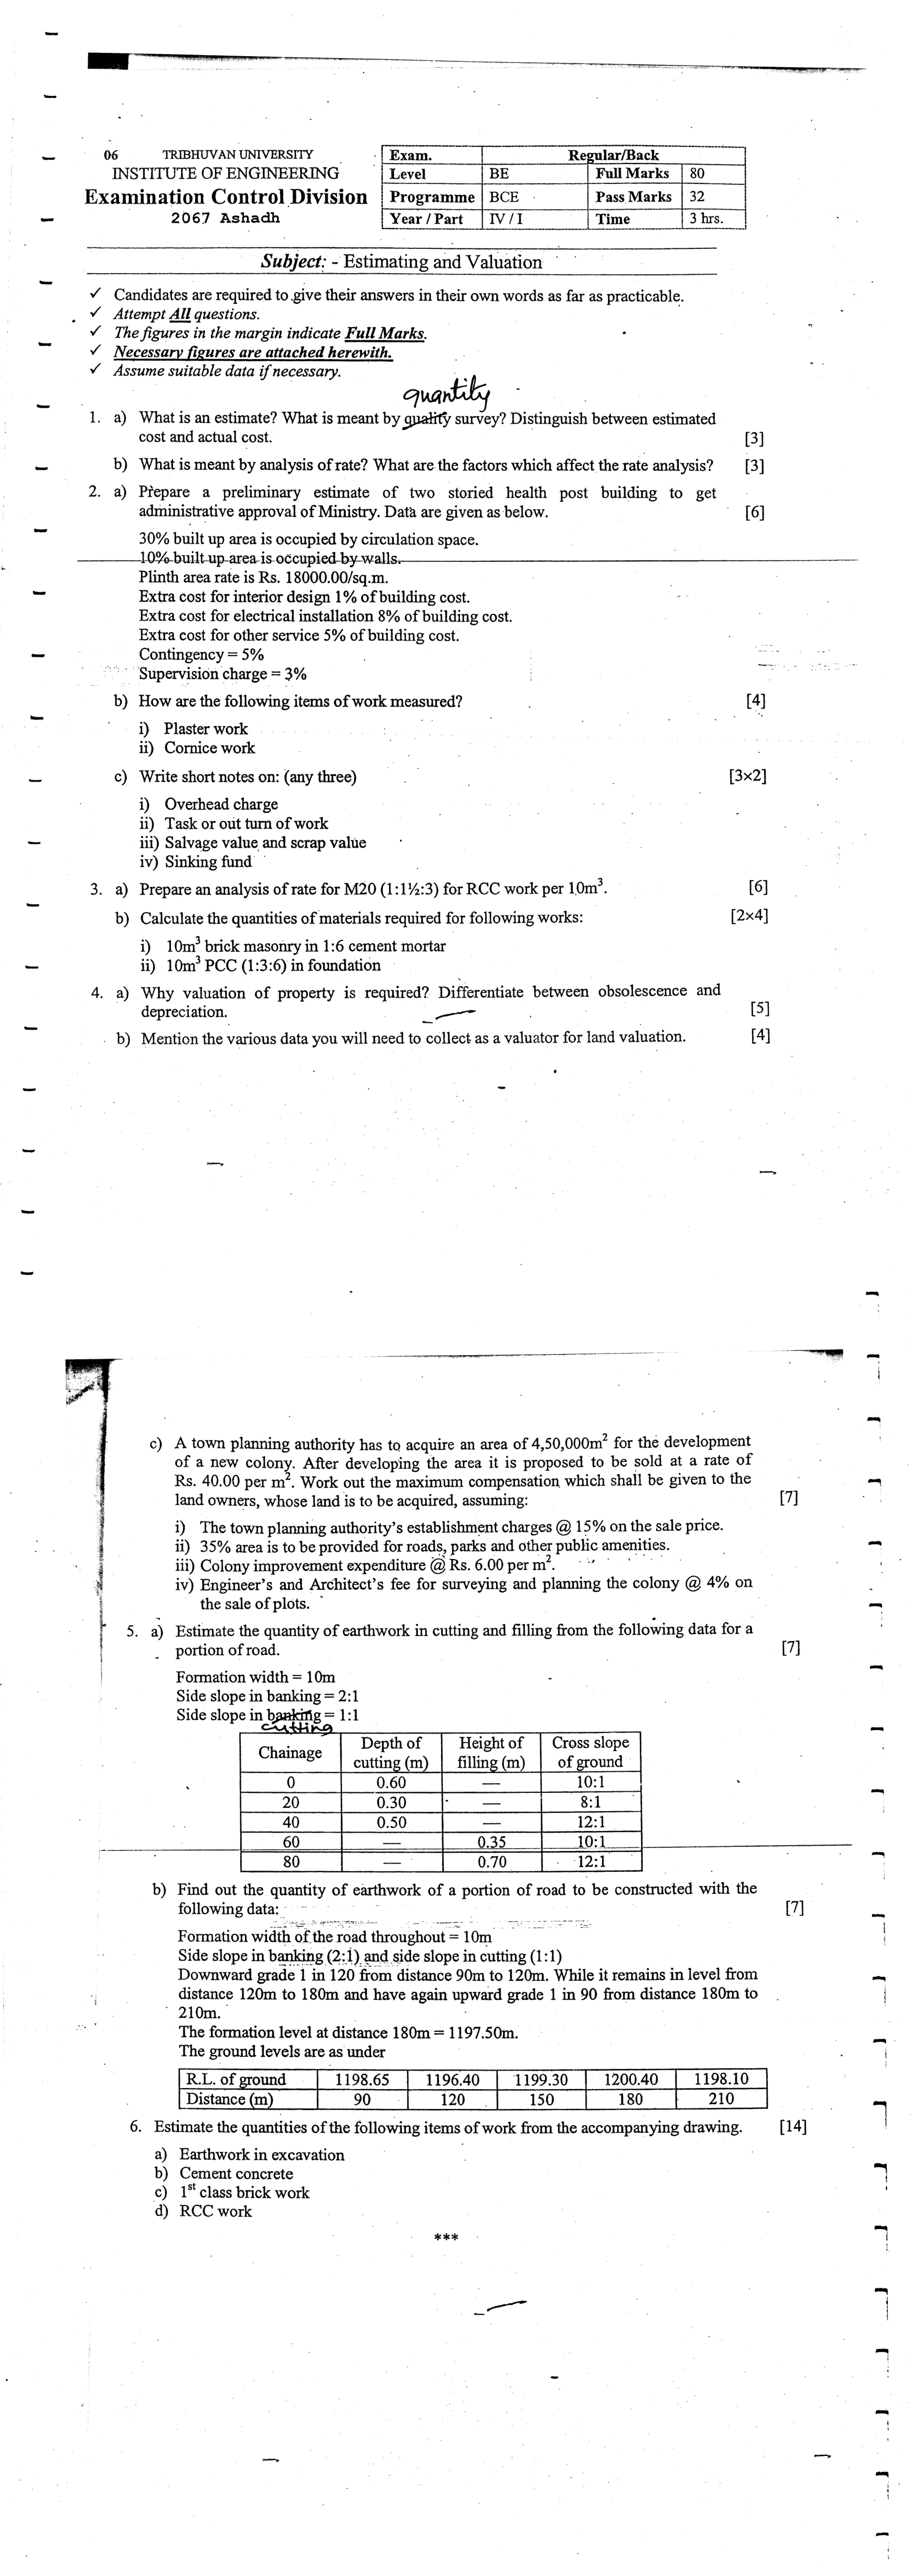 06 TRIBHUVAN UNIVERSITY
INSTITUTE OF ENGINEERING
Examination Control Division
2067 Ashadh
Exam. Regular/Back
Level BE Full Marks 80
Programme BCE Pass Marks 32
Year / Part IV / I Time 3 hrs.
Subject: - Estimating and Valuation
✓ Candidates are required to give their answers in their own words as far as practicable.
✓ Attempt All questions.
✓ The figures in the margin indicate Full Marks.
✓ Necessary figures are attached herewith.
✓ Assume suitable data if necessary.
quantity
1. a) What is an estimate? What is meant by quality survey? Distinguish between estimated
cost and actual cost. [3]
b) What is meant by analysis of rate? What are the factors which affect the rate analysis? [3]
2. a) Prepare a preliminary estimate of two storied health post building to get
administrative approval of Ministry. Data are given as below. [6]
30% built up area is occupied by circulation space.
10% built up area is occupied by walls.
Plinth area rate is Rs. 18000.00/sq.m.
Extra cost for interior design 1% of building cost.
Extra cost for electrical installation 8% of building cost.
Extra cost for other service 5% of building cost.
Contingency = 5%
Supervision charge = 3%
b) How are the following items of work measured? [4]
i) Plaster work
ii) Cornice work
c) Write short notes on: (any three) [3×2]
i) Overhead charge
ii) Task or out turn of work
iii) Salvage value and scrap value
iv) Sinking fund
3. a) Prepare an analysis of rate for M20 (1:1½:3) for RCC work per 10m³. [6]
b) Calculate the quantities of materials required for following works: [2×4]
i) 10m³ brick masonry in 1:6 cement mortar
ii) 10m³ PCC (1:3:6) in foundation
4. a) Why valuation of property is required? Differentiate between obsolescence and
depreciation. [5]
b) Mention the various data you will need to collect as a valuator for land valuation. [4]
c) A town planning authority has to acquire an area of 4,50,000m² for the development
of a new colony. After developing the area it is proposed to be sold at a rate of
Rs. 40.00 per m². Work out the maximum compensation which shall be given to the
land owners, whose land is to be acquired, assuming: [7]
i) The town planning authority's establishment charges @ 15% on the sale price.
ii) 35% area is to be provided for roads, parks and other public amenities.
iii) Colony improvement expenditure @ Rs. 6.00 per m².
iv) Engineer's and Architect's fee for surveying and planning the colony @ 4% on
the sale of plots.
5. a) Estimate the quantity of earthwork in cutting and filling from the following data for a
portion of road. [7]
Formation width = 10m
Side slope in banking = 2:1
Side slope in banking = 1:1
cutting
Chainage Depth of cutting (m) Height of filling (m) Cross slope of ground
0 0.60 — 10:1
20 0.30 — 8:1
40 0.50 — 12:1
60 — 0.35 10:1
80 — 0.70 12:1
b) Find out the quantity of earthwork of a portion of road to be constructed with the
following data: [7]
Formation width of the road throughout = 10m
Side slope in banking (2:1) and side slope in cutting (1:1)
Downward grade 1 in 120 from distance 90m to 120m. While it remains in level from
distance 120m to 180m and have again upward grade 1 in 90 from distance 180m to
210m.
The formation level at distance 180m = 1197.50m.
The ground levels are as under
R.L. of ground 1198.65 1196.40 1199.30 1200.40 1198.10
Distance (m) 90 120 150 180 210
6. Estimate the quantities of the following items of work from the accompanying drawing. [14]
a) Earthwork in excavation
b) Cement concrete
c) 1st class brick work
d) RCC work
***